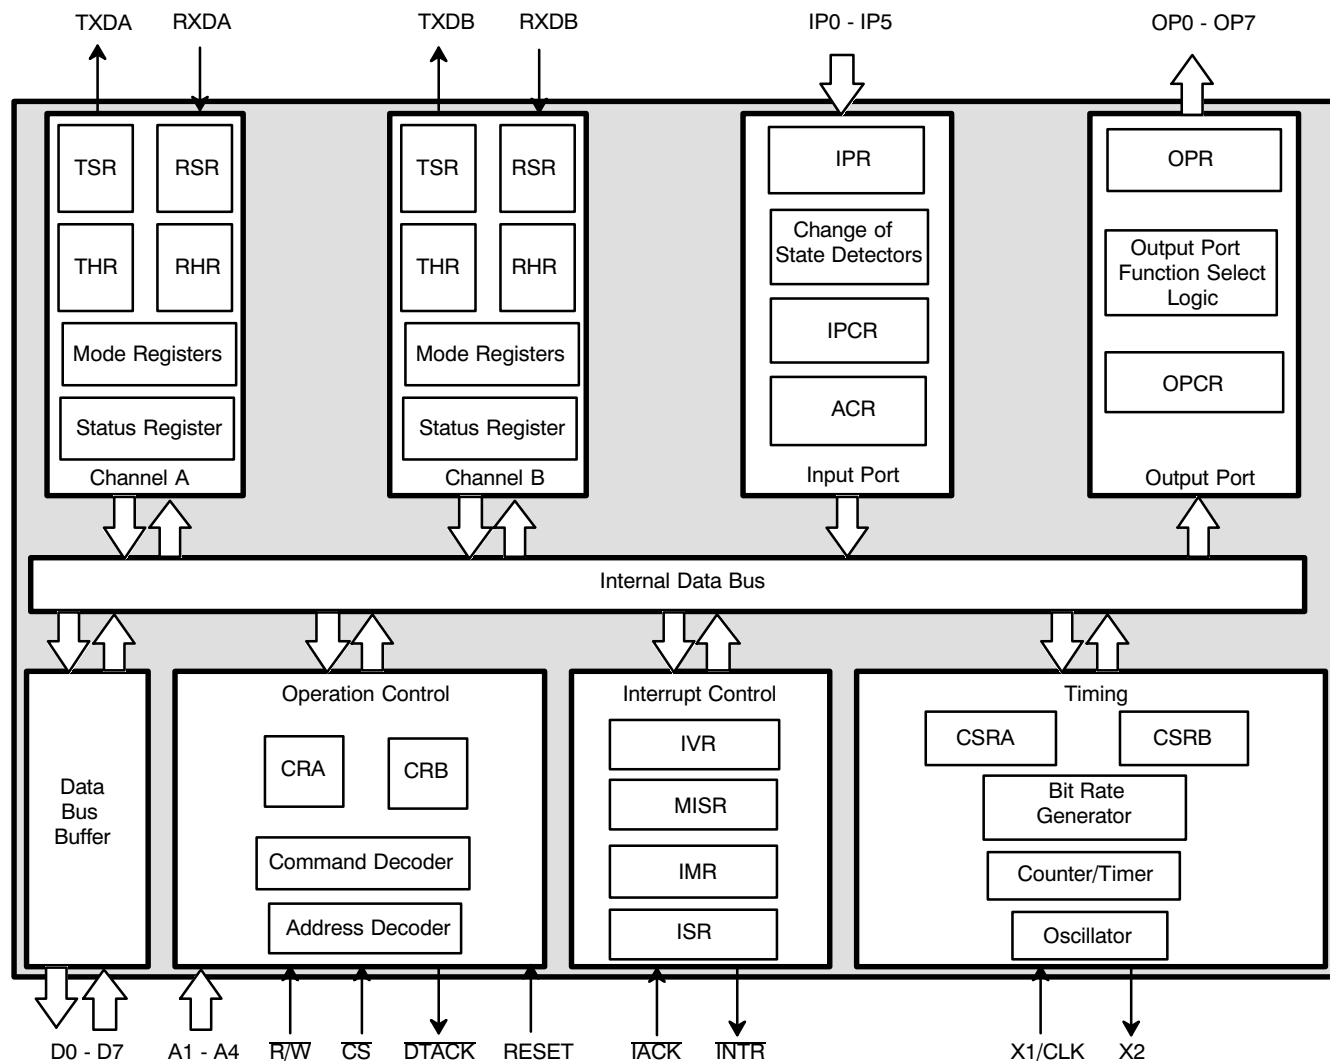 TXDA RXDA TXDB RXDB IP0 - IP5 OP0 - OP7
TSR RSR
THR RHR
Mode Registers
Status Register
Channel A
TSR RSR
THR RHR
Mode Registers
Status Register
Channel B
IPR
Change of
State Detectors
IPCR
ACR
Input Port
OPR
Output Port
Function Select
Logic
OPCR
Output Port
Internal Data Bus
Data
Bus
Buffer
Operation Control
CRA CRB
Command Decoder
Address Decoder
Interrupt Control
IVR
MISR
IMR
ISR
Timing
CSRA CSRB
Bit Rate
Generator
Counter/Timer
Oscillator
D0 - D7 A1 - A4 R/W CS DTACK RESET IACK INTR X1/CLK X2